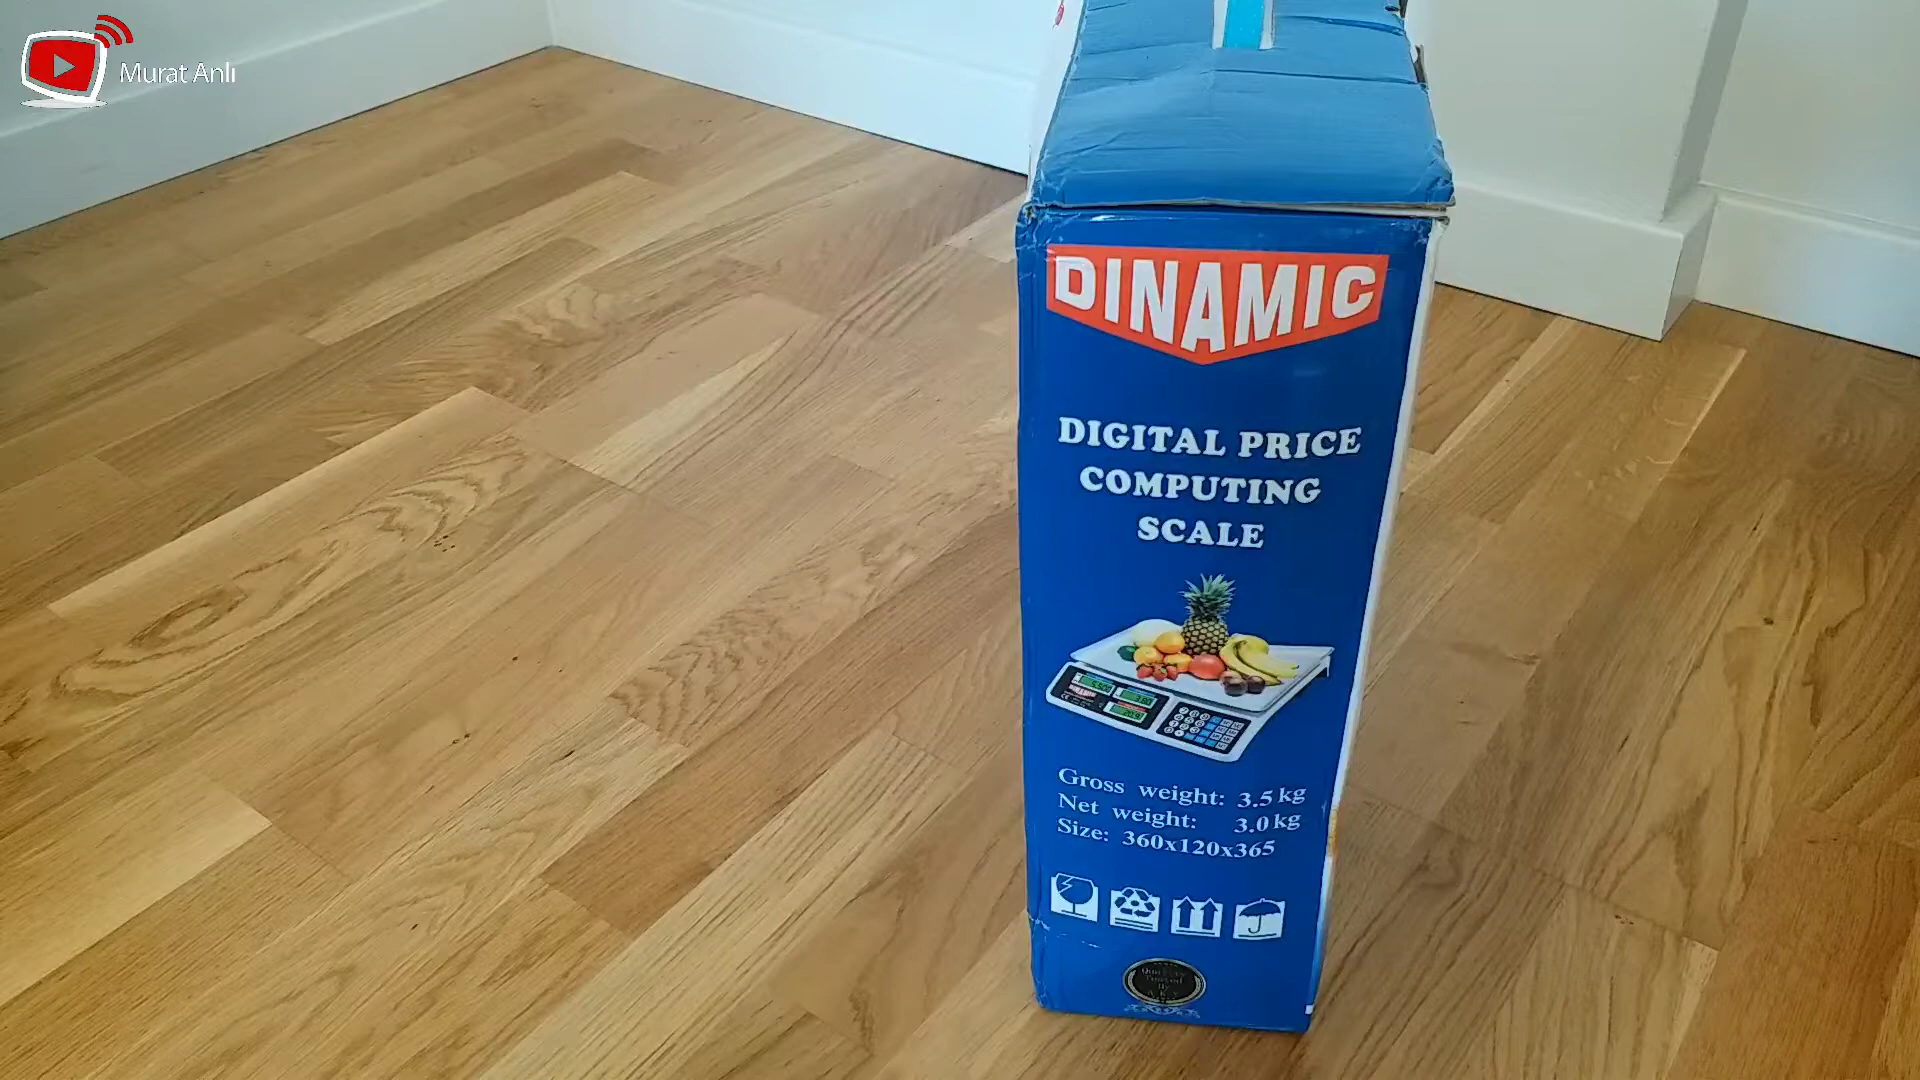 Murat Anlı
DINAMIC
DIGITAL PRICE
COMPUTING
SCALE
Gross weight: 3.5 kg
Net weight: 3.0 kg
Size: 360x120x365